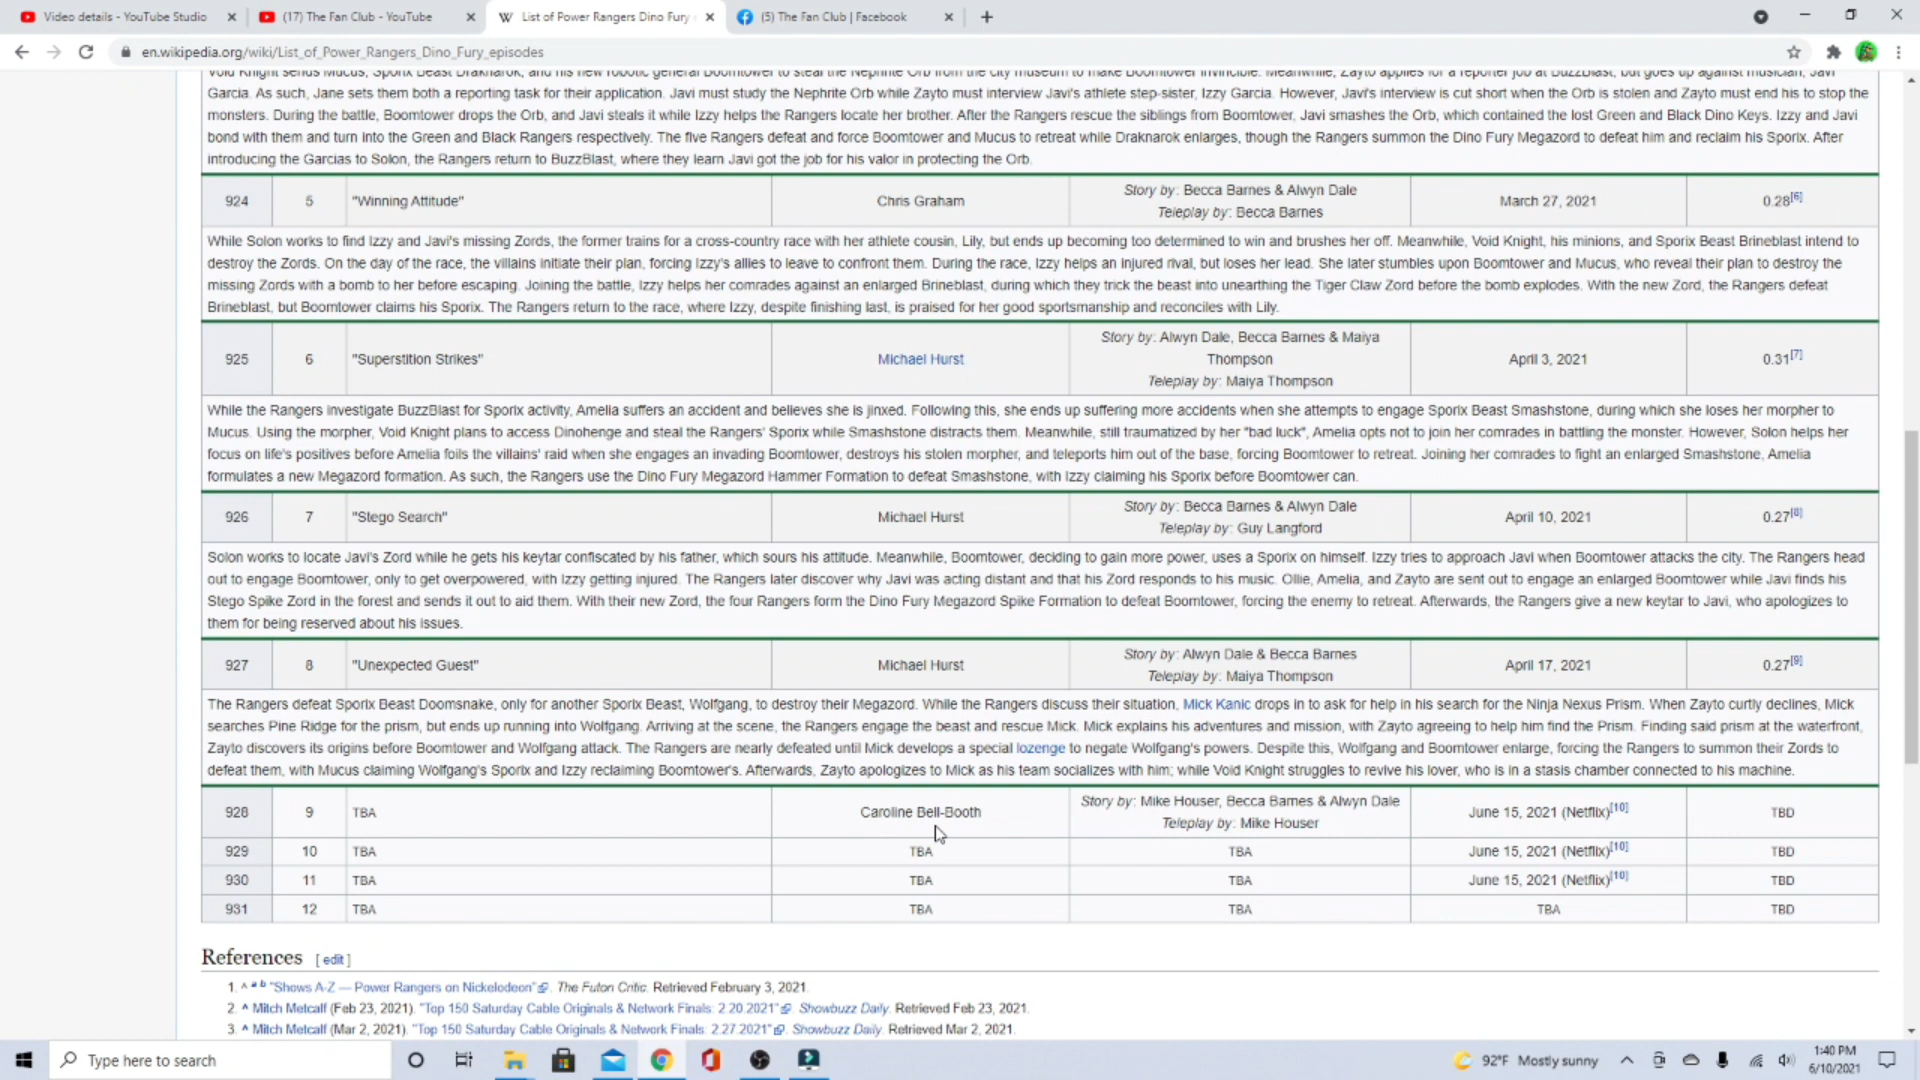 Video details - YouTube Studio
(17) The Fan Club - YouTube
List of Power Rangers Dino Fury
(5) The Fan Club | Facebook
en.wikipedia.org/wiki/List_of_Power_Rangers_Dino_Fury_episodes
Void Knight sends Mucus, Sporix Beast Draknarok, and his new robotic general Boomtower to steal the Nephrite Orb from the city museum to make Boomtower invincible. Meanwhile, Zayto applies for a reporter job at BuzzBlast, but goes up against musician, Javi
Garcia. As such, Jane sets them both a reporting task for their application. Javi must study the Nephrite Orb while Zayto must interview Javi's athlete step-sister, Izzy Garcia. However, Javi's interview is cut short when the Orb is stolen and Zayto must end his to stop the
monsters. During the battle, Boomtower drops the Orb, and Javi steals it while Izzy helps the Rangers locate her brother. After the Rangers rescue the siblings from Boomtower, Javi smashes the Orb, which contained the lost Green and Black Dino Keys. Izzy and Javi
bond with them and turn into the Green and Black Rangers respectively. The five Rangers defeat and force Boomtower and Mucus to retreat while Draknarok enlarges, though the Rangers summon the Dino Fury Megazord to defeat him and reclaim his Sporix. After
introducing the Garcias to Solon, the Rangers return to BuzzBlast, where they learn Javi got the job for his valor in protecting the Orb.
924 5 "Winning Attitude" Chris Graham Story by: Becca Barnes & Alwyn Dale
Teleplay by: Becca Barnes March 27, 2021 0.28[6]
While Solon works to find Izzy and Javi's missing Zords, the former trains for a cross-country race with her athlete cousin, Lily, but ends up becoming too determined to win and brushes her off. Meanwhile, Void Knight, his minions, and Sporix Beast Brineblast intend to
destroy the Zords. On the day of the race, the villains initiate their plan, forcing Izzy's allies to leave to confront them. During the race, Izzy helps an injured rival, but loses her lead. She later stumbles upon Boomtower and Mucus, who reveal their plan to destroy the
missing Zords with a bomb to her before escaping. Joining the battle, Izzy helps her comrades against an enlarged Brineblast, during which they trick the beast into unearthing the Tiger Claw Zord before the bomb explodes. With the new Zord, the Rangers defeat
Brineblast, but Boomtower claims his Sporix. The Rangers return to the race, where Izzy, despite finishing last, is praised for her good sportsmanship and reconciles with Lily.
925 6 "Superstition Strikes" Michael Hurst Story by: Alwyn Dale, Becca Barnes & Maiya
Thompson
Teleplay by: Maiya Thompson April 3, 2021 0.31[7]
While the Rangers investigate BuzzBlast for Sporix activity, Amelia suffers an accident and believes she is jinxed. Following this, she ends up suffering more accidents when she attempts to engage Sporix Beast Smashstone, during which she loses her morpher to
Mucus. Using the morpher, Void Knight plans to access Dinohenge and steal the Rangers' Sporix while Smashstone distracts them. Meanwhile, still traumatized by her "bad luck", Amelia opts not to join her comrades in battling the monster. However, Solon helps her
focus on life's positives before Amelia foils the villains' raid when she engages an invading Boomtower, destroys his stolen morpher, and teleports him out of the base, forcing Boomtower to retreat. Joining her comrades to fight an enlarged Smashstone, Amelia
formulates a new Megazord formation. As such, the Rangers use the Dino Fury Megazord Hammer Formation to defeat Smashstone, with Izzy claiming his Sporix before Boomtower can.
926 7 "Stego Search" Michael Hurst Story by: Becca Barnes & Alwyn Dale
Teleplay by: Guy Langford April 10, 2021 0.27[8]
Solon works to locate Javi's Zord while he gets his keytar confiscated by his father, which sours his attitude. Meanwhile, Boomtower, deciding to gain more power, uses a Sporix on himself. Izzy tries to approach Javi when Boomtower attacks the city. The Rangers head
out to engage Boomtower, only to get overpowered, with Izzy getting injured. The Rangers later discover why Javi was acting distant and that his Zord responds to his music. Ollie, Amelia, and Zayto are sent out to engage an enlarged Boomtower while Javi finds his
Stego Spike Zord in the forest and sends it out to aid them. With their new Zord, the four Rangers form the Dino Fury Megazord Spike Formation to defeat Boomtower, forcing the enemy to retreat. Afterwards, the Rangers give a new keytar to Javi, who apologizes to
them for being reserved about his issues.
927 8 "Unexpected Guest" Michael Hurst Story by: Alwyn Dale & Becca Barnes
Teleplay by: Maiya Thompson April 17, 2021 0.27[9]
The Rangers defeat Sporix Beast Doomsnake, only for another Sporix Beast, Wolfgang, to destroy their Megazord. While the Rangers discuss their situation, Mick Kanic drops in to ask for help in his search for the Ninja Nexus Prism. When Zayto curtly declines, Mick
searches Pine Ridge for the prism, but ends up running into Wolfgang. Arriving at the scene, the Rangers engage the beast and rescue Mick. Mick explains his adventures and mission, with Zayto agreeing to help him find the Prism. Finding said prism at the waterfront,
Zayto discovers its origins before Boomtower and Wolfgang attack. The Rangers are nearly defeated until Mick develops a special lozenge to negate Wolfgang's powers. Despite this, Wolfgang and Boomtower enlarge, forcing the Rangers to summon their Zords to
defeat them, with Mucus claiming Wolfgang's Sporix and Izzy reclaiming Boomtower's. Afterwards, Zayto apologizes to Mick as his team socializes with him; while Void Knight struggles to revive his lover, who is in a stasis chamber connected to his machine.
928 9 TBA Caroline Bell-Booth Story by: Mike Houser, Becca Barnes & Alwyn Dale
Teleplay by: Mike Houser June 15, 2021 (Netflix)[10] TBD
929 10 TBA TBA TBA June 15, 2021 (Netflix)[10] TBD
930 11 TBA TBA TBA June 15, 2021 (Netflix)[10] TBD
931 12 TBA TBA TBA TBA TBD
References [ edit ]
1. ^ a b "Shows A-Z — Power Rangers on Nickelodeon". The Futon Critic. Retrieved February 3, 2021.
2. ^ Mitch Metcalf (Feb 23, 2021). "Top 150 Saturday Cable Originals & Network Finals: 2.20.2021". Showbuzz Daily. Retrieved Feb 23, 2021.
3. ^ Mitch Metcalf (Mar 2, 2021). "Top 150 Saturday Cable Originals & Network Finals: 2.27.2021". Showbuzz Daily. Retrieved Mar 2, 2021.
Type here to search
92°F Mostly sunny
1:40 PM
6/10/2021